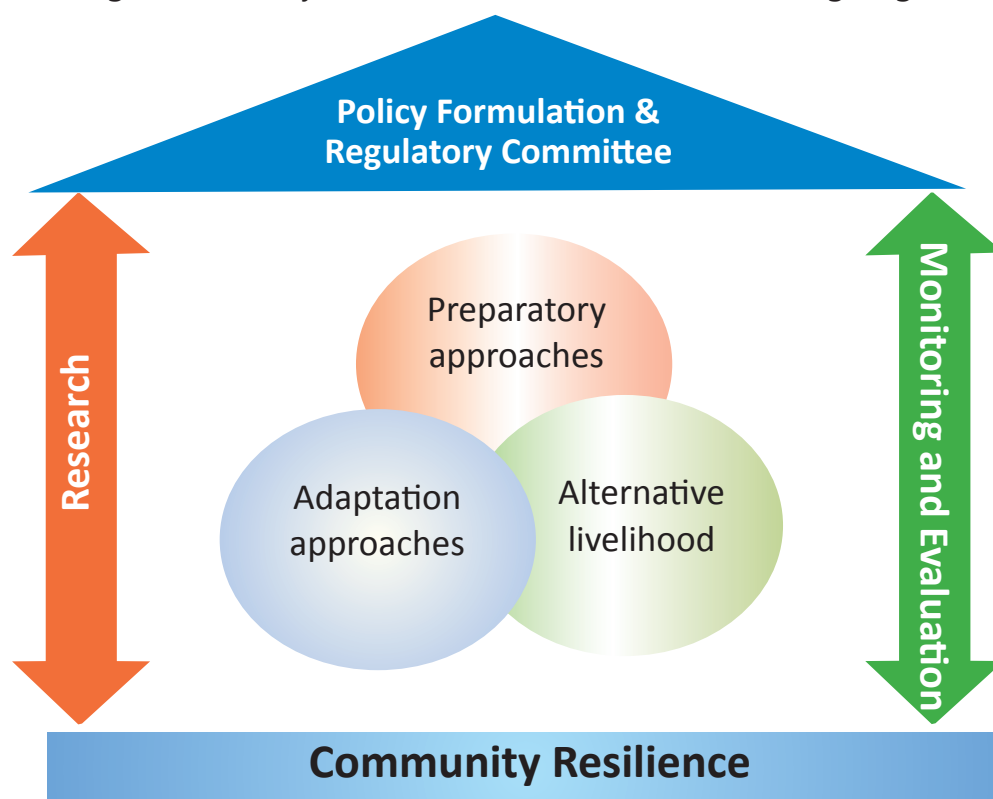 Policy Formulation &
Regulatory Committee
Research
Preparatory
approaches
Adaptation
approaches
Alternative
livelihood
Monitoring and Evaluation
Community Resilience